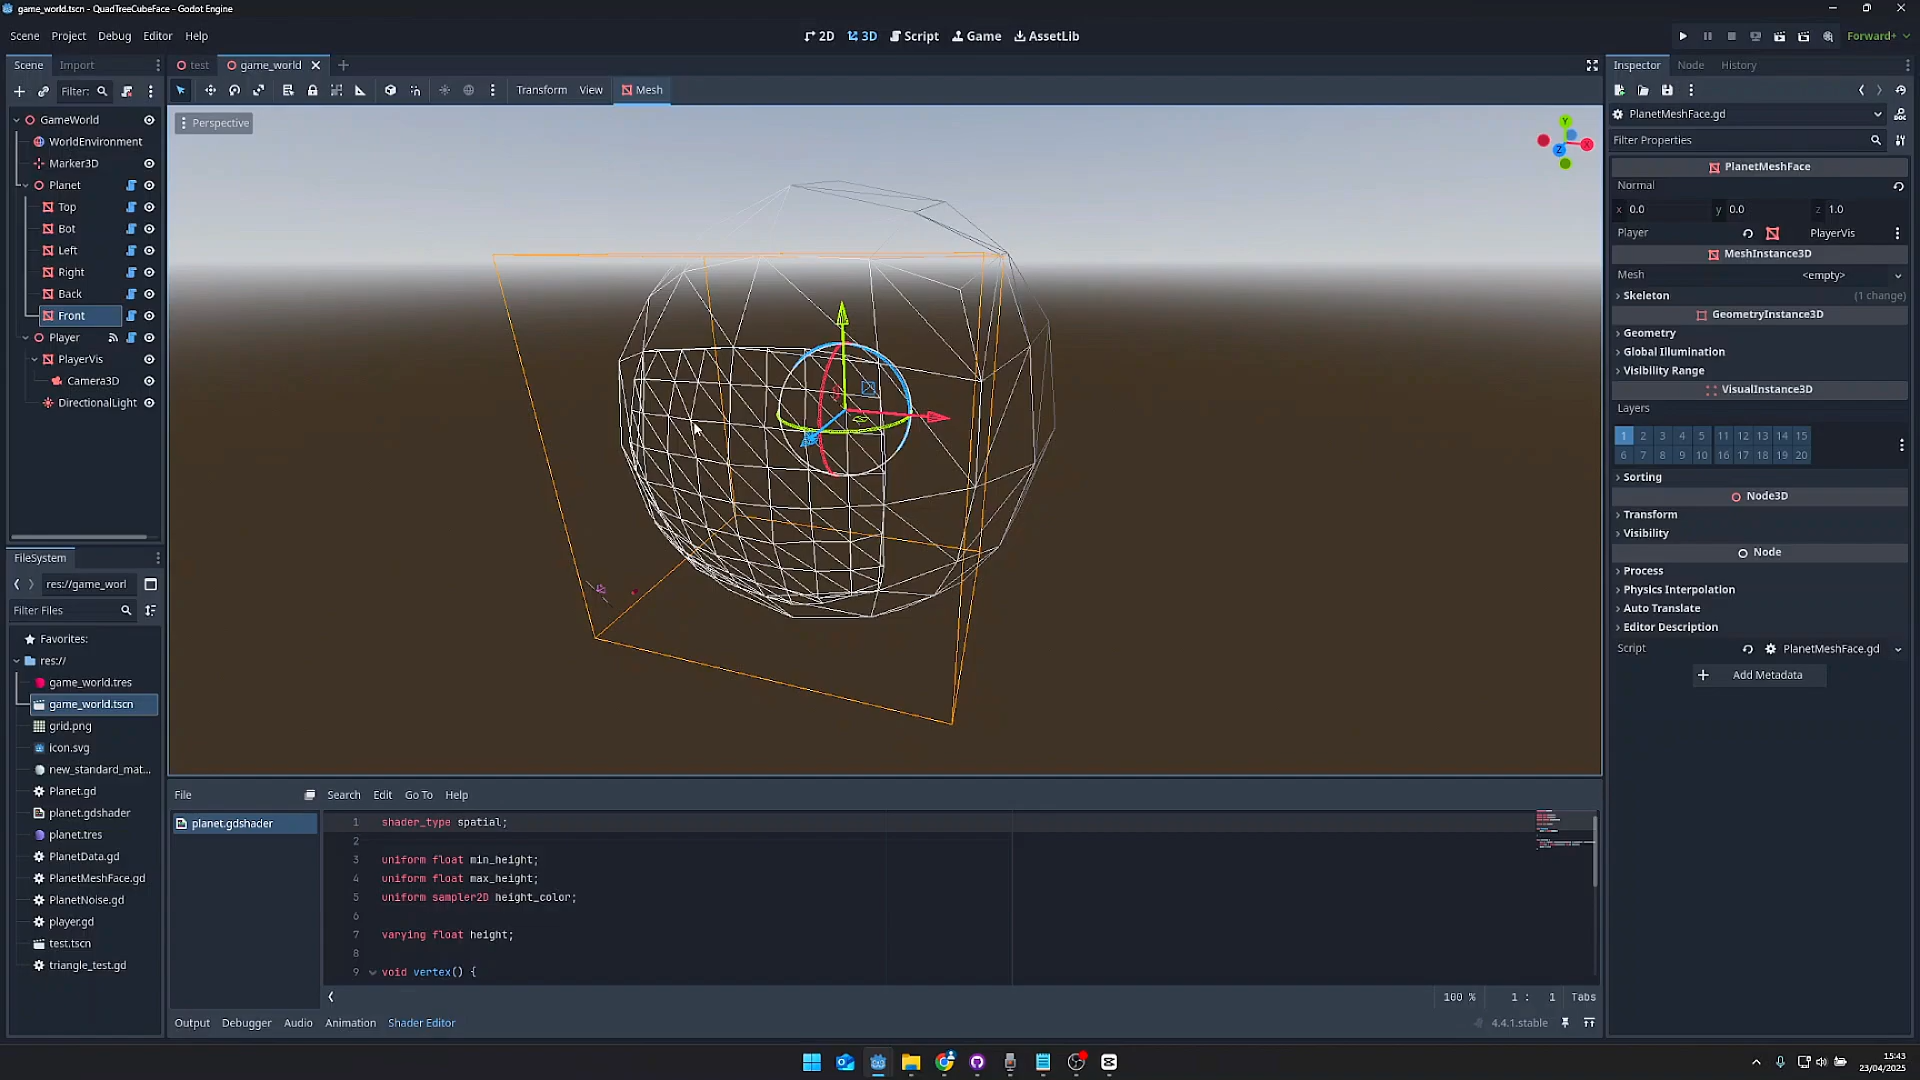 game_world.tscn - QuadTreeCubeFace - Godot Engine
Scene Project Debug Editor Help
2D 3D Script Game AssetLib
Forward+
Scene Import
test game_world
Inspector Node History
Filter:
Transform View Mesh
PlanetMeshFace.gd
Filter Properties
Perspective
Y
X
Z
GameWorld
WorldEnvironment
Marker3D
Planet
Top
Bot
Left
Right
Back
Front
Player
PlayerVis
Camera3D
DirectionalLight
PlanetMeshFace
Normal
x 0.0 y 0.0 z 1.0
Player PlayerVis
MeshInstance3D
Mesh <empty>
Skeleton (1 change)
GeometryInstance3D
Geometry
Global Illumination
Visibility Range
VisualInstance3D
Layers
1 2 3 4 5 11 12 13 14 15
6 7 8 9 10 16 17 18 19 20
Sorting
Node3D
Transform
Visibility
Node
Process
Physics Interpolation
Auto Translate
Editor Description
Script PlanetMeshFace.gd
Add Metadata
FileSystem
res://game_worl
Filter Files
Favorites:
res://
game_world.tres
game_world.tscn
grid.png
icon.svg
new_standard_mat...
Planet.gd
planet.gdshader
planet.tres
PlanetData.gd
PlanetMeshFace.gd
PlanetNoise.gd
player.gd
test.tscn
triangle_test.gd
File Search Edit Go To Help
planet.gdshader
1 shader_type spatial;
2
3 uniform float min_height;
4 uniform float max_height;
5 uniform sampler2D height_color;
6
7 varying float height;
8
9 void vertex() {
100 % 1 : 1 Tabs
Output Debugger Audio Animation Shader Editor
4.4.1.stable
15:43
23/04/2025